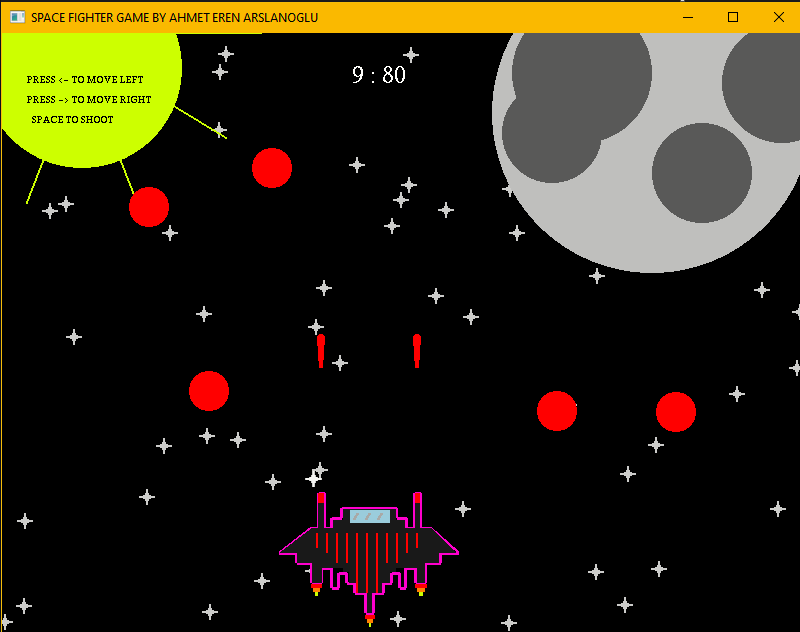 SPACE FIGHTER GAME BY AHMET EREN ARSLANOGLU
9 : 80
PRESS <- TO MOVE LEFT
PRESS -> TO MOVE RIGHT
SPACE TO SHOOT